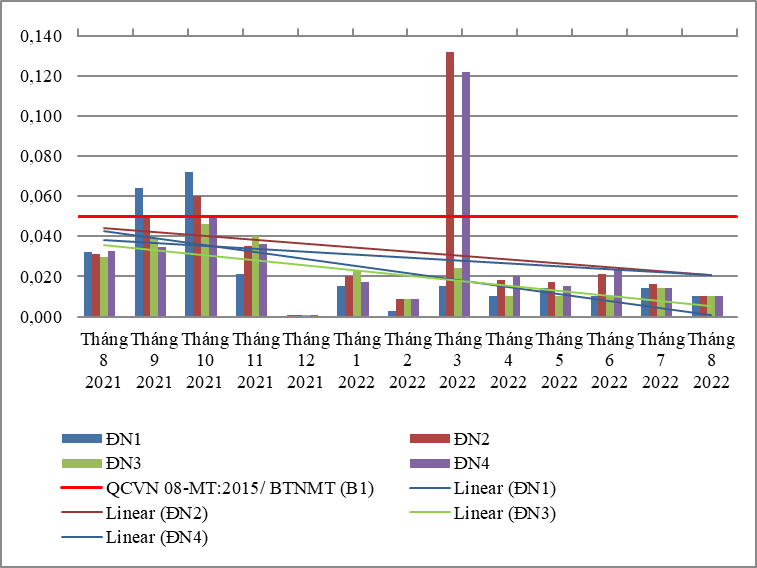 0,140
0,120
0,100
0,080
0,060
0,040
0,020
0,000
Tháng Tháng Tháng Tháng Tháng Tháng Tháng Tháng Tháng Tháng Tháng Tháng Tháng
8 9 10 11 12 1 2 3 4 5 6 7 8
2021 2021 2021 2021 2021 2022 2022 2022 2022 2022 2022 2022 2022
ĐN1 ĐN2
ĐN3 ĐN4
QCVN 08-MT:2015/ BTNMT (B1) Linear (ĐN1)
Linear (ĐN2) Linear (ĐN3)
Linear (ĐN4)